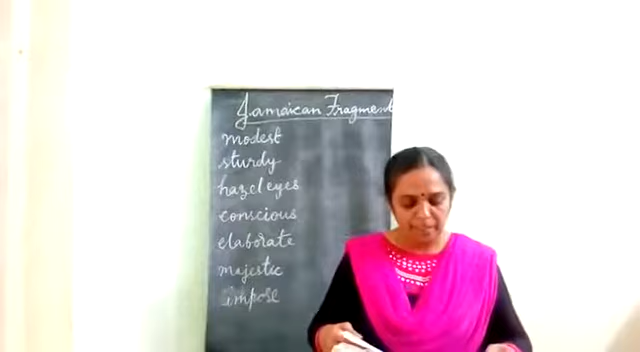 Jamaican Fragment
modest
sturdy
hazel eyes
conscious
elaborate
majestic
impose